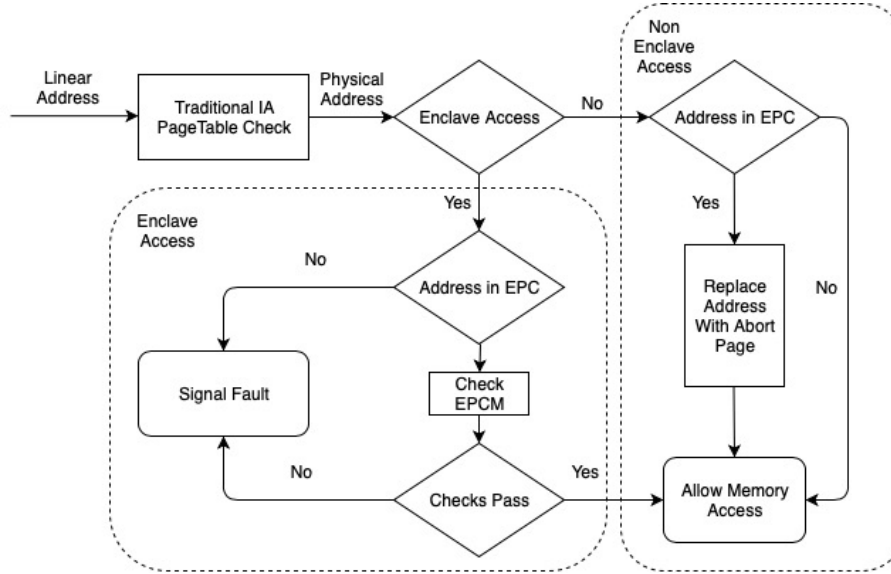 Linear
Address
Traditional IA
PageTable Check
Physical
Address
Enclave Access
No
Non
Enclave
Access
Address in EPC
Yes
Replace
Address
With Abort
Page
No
Enclave
Access
Yes
No
Address in EPC
Signal Fault
Check
EPCM
No
Checks Pass
Yes
Allow Memory
Access